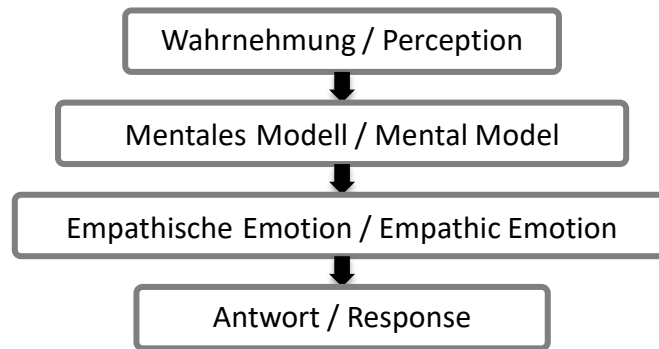 Wahrnehmung / Perception
Mentales Modell / Mental Model
Empathische Emotion / Empathic Emotion
Antwort / Response